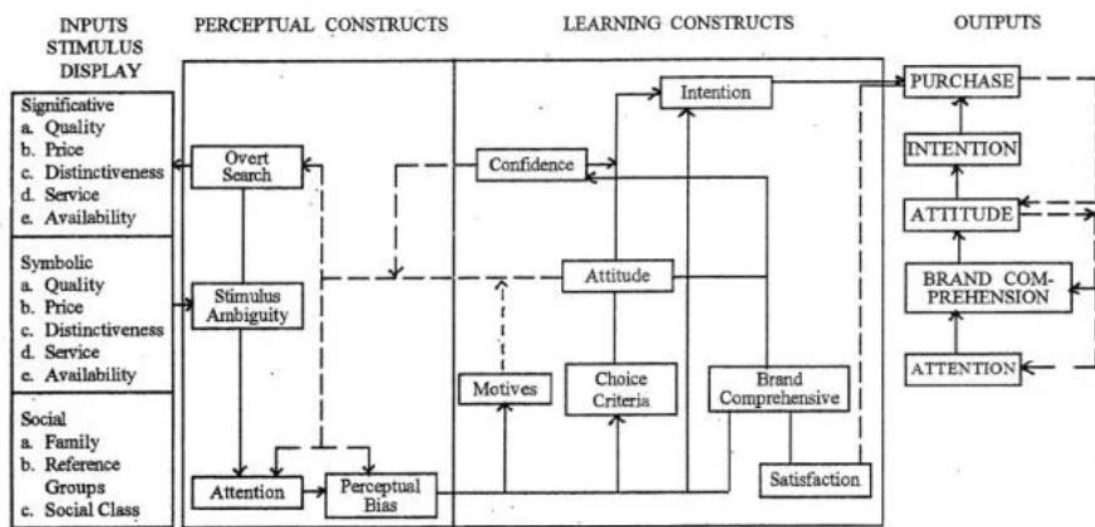 INPUTS
STIMULUS
DISPLAY
PERCEPTUAL CONSTRUCTS
LEARNING CONSTRUCTS
OUTPUTS
Significative
a. Quality
b. Price
c. Distinctiveness
d. Service
e. Availability
Symbolic
a. Quality
b. Price
c. Distinctiveness
d. Service
e. Availability
Social
a. Family
b. Reference
Groups
c. Social Class
Overt
Search
Stimulus
Ambiguity
Attention
Perceptual
Bias
Intention
Confidence
Attitude
Motives
Choice
Criteria
Brand
Comprehensive
Satisfaction
PURCHASE
INTENTION
ATTITUDE
BRAND COM-
PREHENSION
ATTENTION